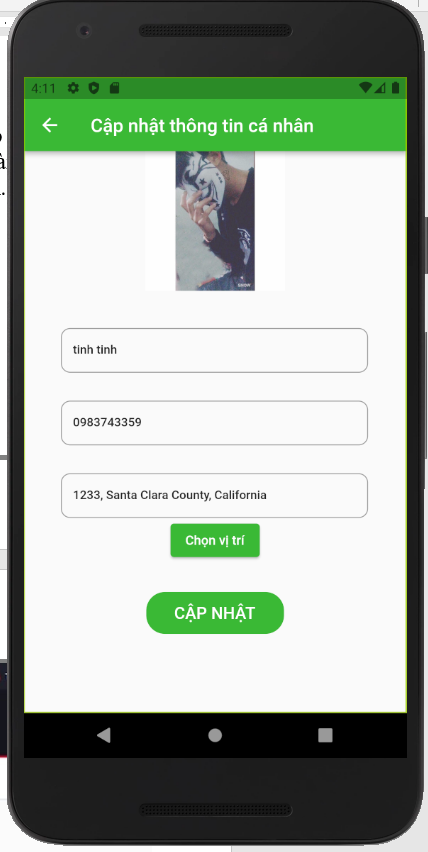 4:11
Cập nhật thông tin cá nhân
tinh tinh
0983743359
1233, Santa Clara County, California
Chọn vị trí
CẬP NHẬT